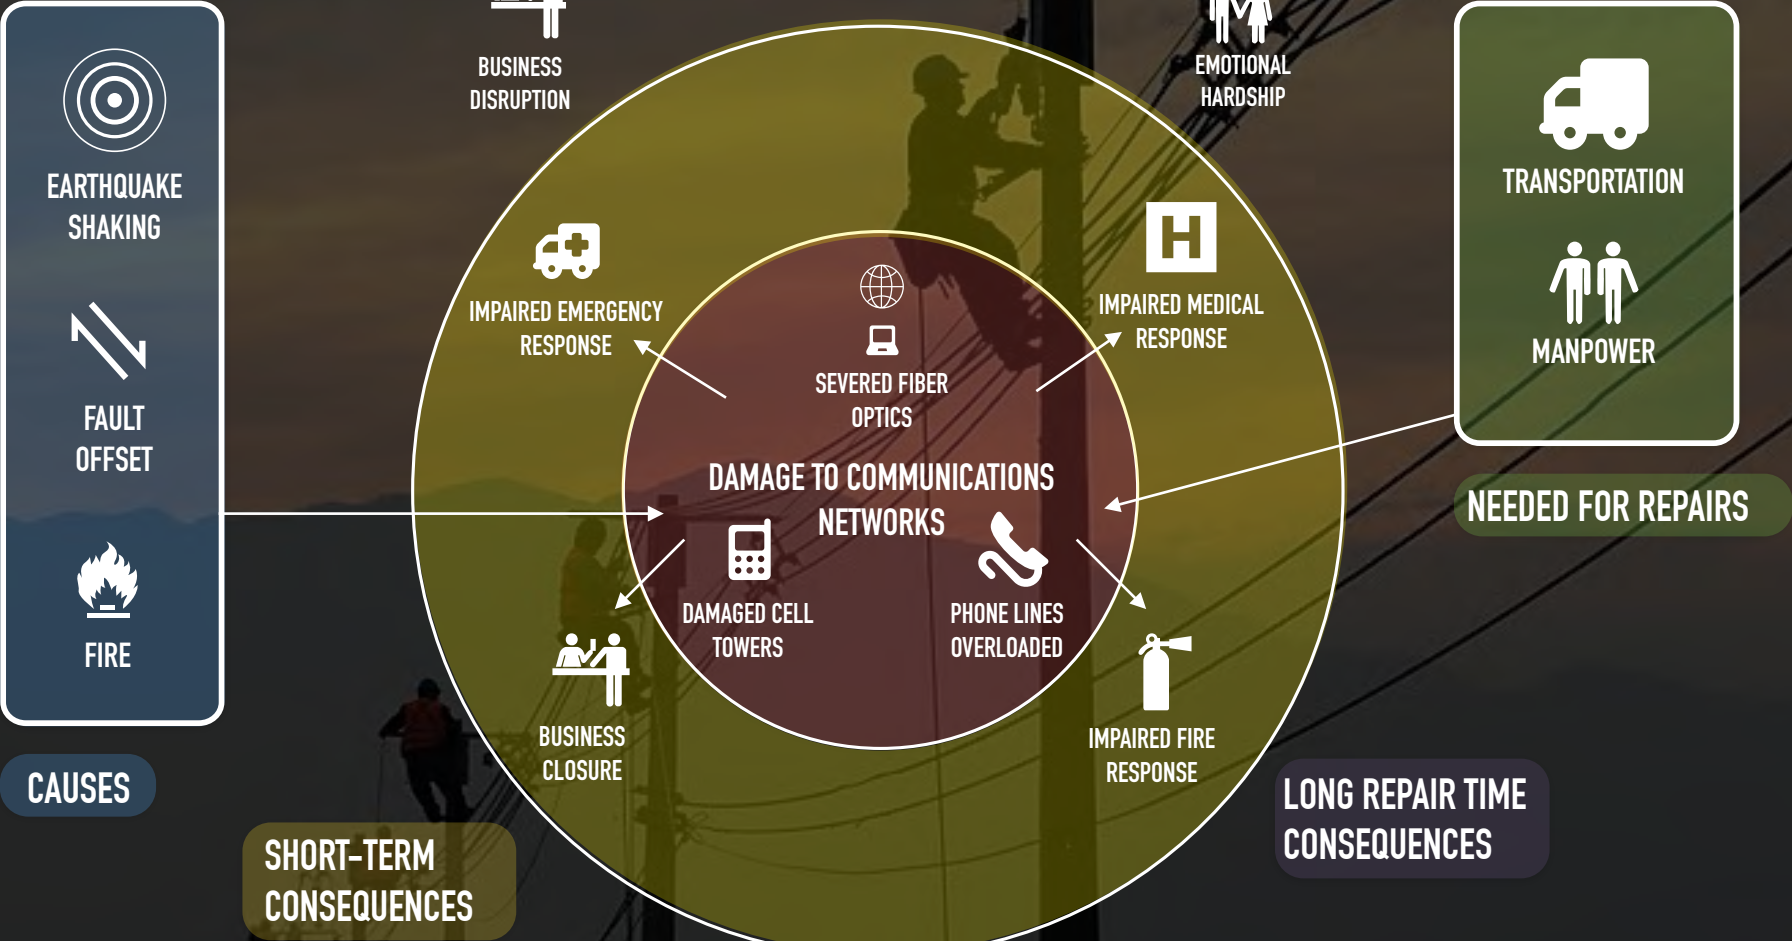 BUSINESS
DISRUPTION
EMOTIONAL
HARDSHIP
EARTHQUAKE
SHAKING
FAULT
OFFSET
FIRE
CAUSES
IMPAIRED EMERGENCY
RESPONSE
SEVERED FIBER
OPTICS
H
IMPAIRED MEDICAL
RESPONSE
DAMAGE TO COMMUNICATIONS
NETWORKS
DAMAGED CELL
TOWERS
PHONE LINES
OVERLOADED
BUSINESS
CLOSURE
IMPAIRED FIRE
RESPONSE
TRANSPORTATION
MANPOWER
NEEDED FOR REPAIRS
SHORT-TERM
CONSEQUENCES
LONG REPAIR TIME
CONSEQUENCES